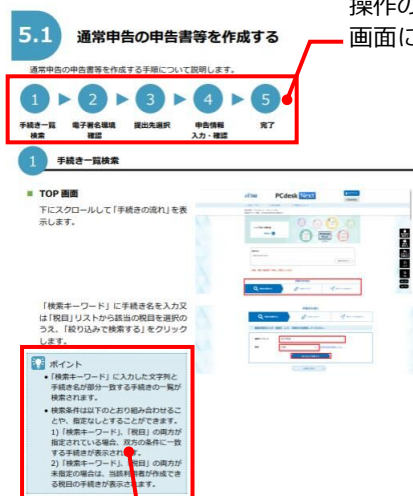 操作の
画面に
5.1 通常申告の申告書等を作成する
通常申告の申告書等を作成する手順について説明します。
1 2 3 4 5
手続き一覧 電子署名環境 提出先選択 申告情報 完了
検索 確認 入力・確認
1 手続き一覧検索
TOP 画面
下にスクロールして「手続きの流れ」を表
示します。
PCdesk Next
「検索キーワード」に手続き名を入力又
は「税目」リストから該当の税目を選択の
うえ、「絞り込みで検索する」をクリック
します。
ポイント
• 「検索キーワード」に入力した文字列と
手続き名が部分一致する手続きの一覧が
検索されます。
• 検索条件は以下のとおり組み合わせるこ
とや、指定なしとすることができます。
1)「検索キーワード」、「税目」の両方が
指定されている場合、双方の条件に一致
する手続きが表示されます。
2)「検索キーワード」、「税目」の両方が
未指定の場合は、当該利用者が作成でき
る税目の手続きが表示されます。